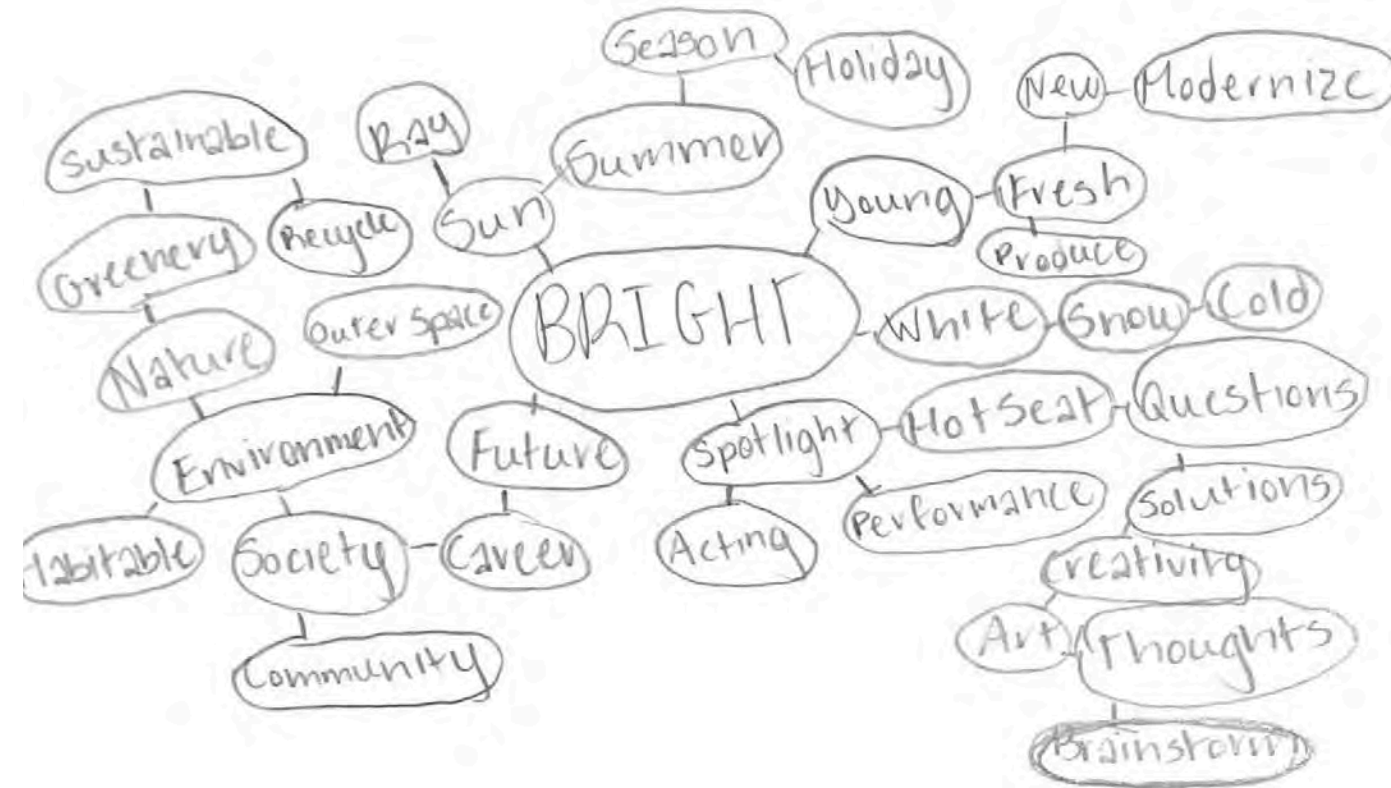 Season
Holiday
New
Modernize
Sustainable
Ray
Summer
Young
Fresh
Sun
Recycle
Greenery
Produce
Outer Space
BRIGHT
White
Snow
Cold
Nature
Environment
Future
Spotlight
Hot Seat
Questions
Performance
Solutions
Habitable
Society
Career
Acting
Creativity
Art
Thoughts
Community
Brainstorm